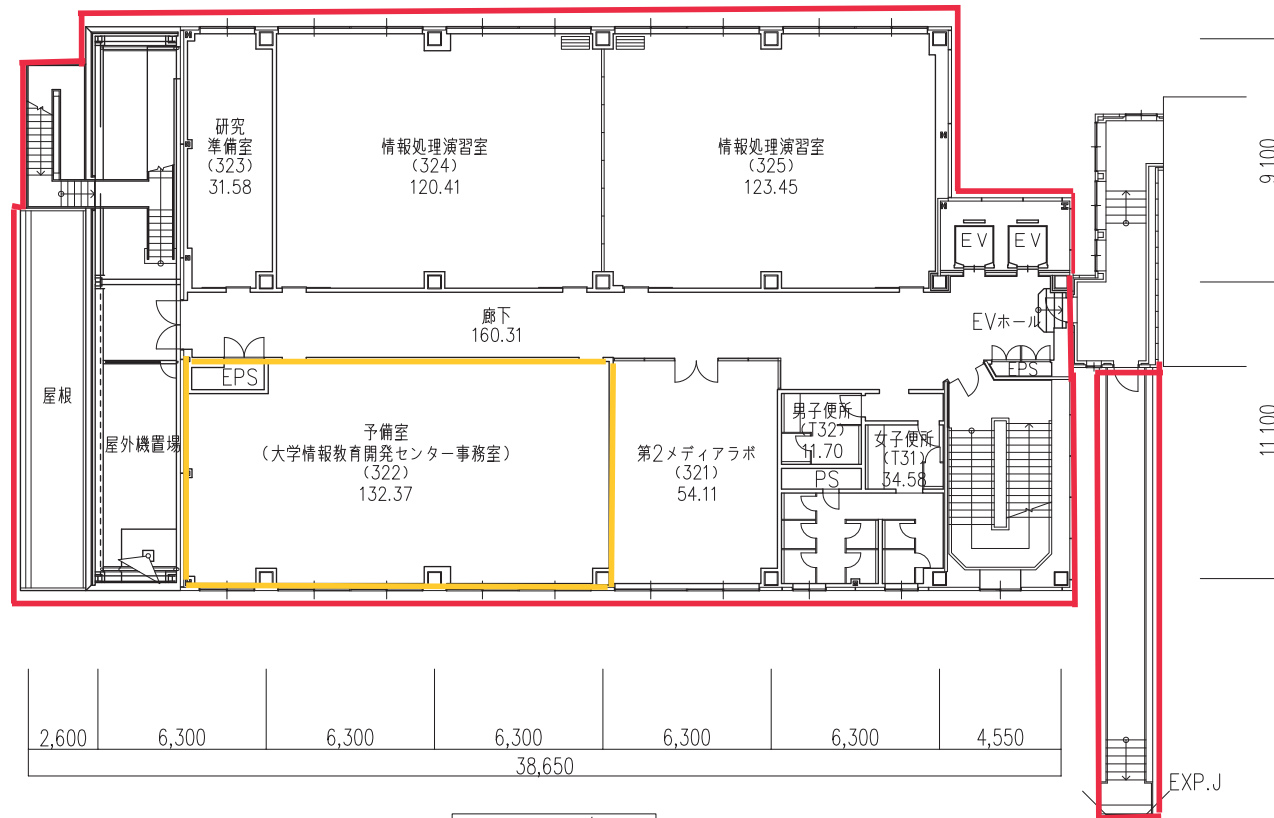 研究
準備室
(323)
31.58
情報処理演習室
(324)
120.41
情報処理演習室
(325)
123.45
EV
EV
9,100
廊下
160.31
EVホール
EPS
EPS
屋根
屋外機置場
予備室
(大学情報教育開発センター事務室)
(322)
132.37
第2メディアラボ
(321)
54.11
男子便所
(T32)
11.70
女子便所
(T31)
34.58
PS
11,100
2,600
6,300
6,300
6,300
6,300
6,300
4,550
38,650
EXP.J